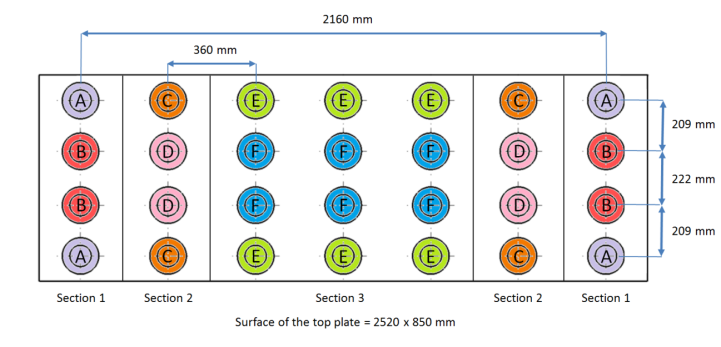 2160 mm
360 mm
A C E E E C A
209 mm
B D F F F D B
222 mm
B D F F F D B
209 mm
A C E E E C A
Section 1 Section 2 Section 3 Section 2 Section 1
Surface of the top plate = 2520 x 850 mm